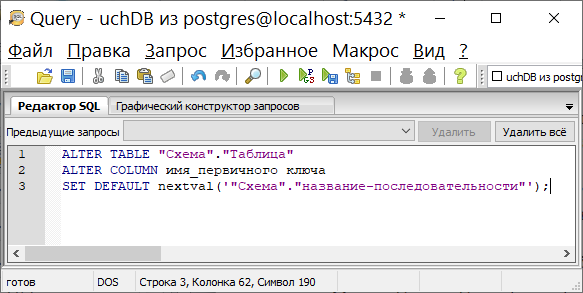 Query - uchDB из postgres@localhost:5432 *
Файл Правка Запрос Избранное Макрос Вид ?
uchDB из postg
Редактор SQL Графический конструктор запросов
Предыдущие запросы Удалить Удалить всё
1 ALTER TABLE "Схема"."Таблица"
2 ALTER COLUMN имя_первичного ключа
3 SET DEFAULT nextval('"Схема"."название-последовательности"');
готов DOS Строка 3, Колонка 62, Символ 190